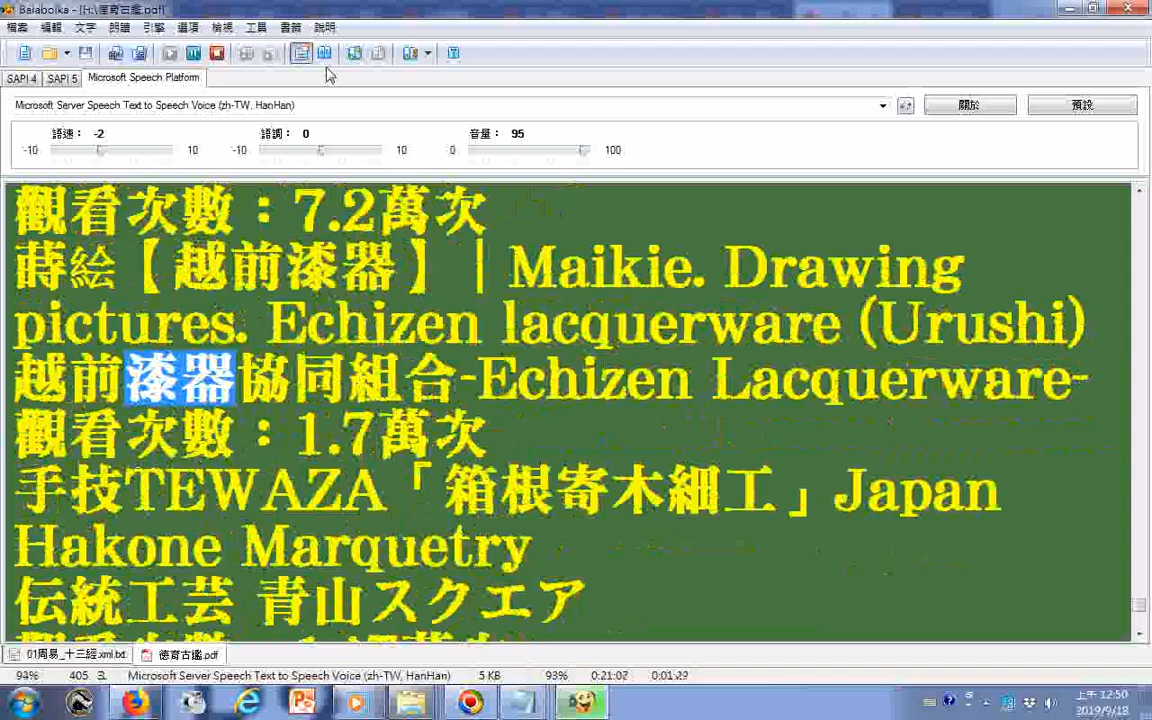 Balabolka - [H:\德育古鑑.pdf]
檔案 編輯 文字 朗讀 引擎 選項 檢視 工具 書籤 說明
SAPI 4 SAPI 5 Microsoft Speech Platform
Microsoft Server Speech Text to Speech Voice (zh-TW, HanHan) 關於 預設
語速： -2 語調： 0 音量： 95
-10 10 -10 10 0 100
觀看次數：7.2萬次
蒔絵【越前漆器】｜Maikie. Drawing
pictures. Echizen lacquerware (Urushi)
越前漆器協同組合-Echizen Lacquerware-
觀看次數：1.7萬次
手技TEWAZA「箱根寄木細工」Japan
Hakone Marquetry
伝統工芸 青山スクエア
01周易_十三經.xml.txt 德育古鑑.pdf
94% 405 Microsoft Server Speech Text to Speech Voice (zh-TW, HanHan) 5 KB 93% 0:21:02 0:01:29
上午 12:50
2019/9/18